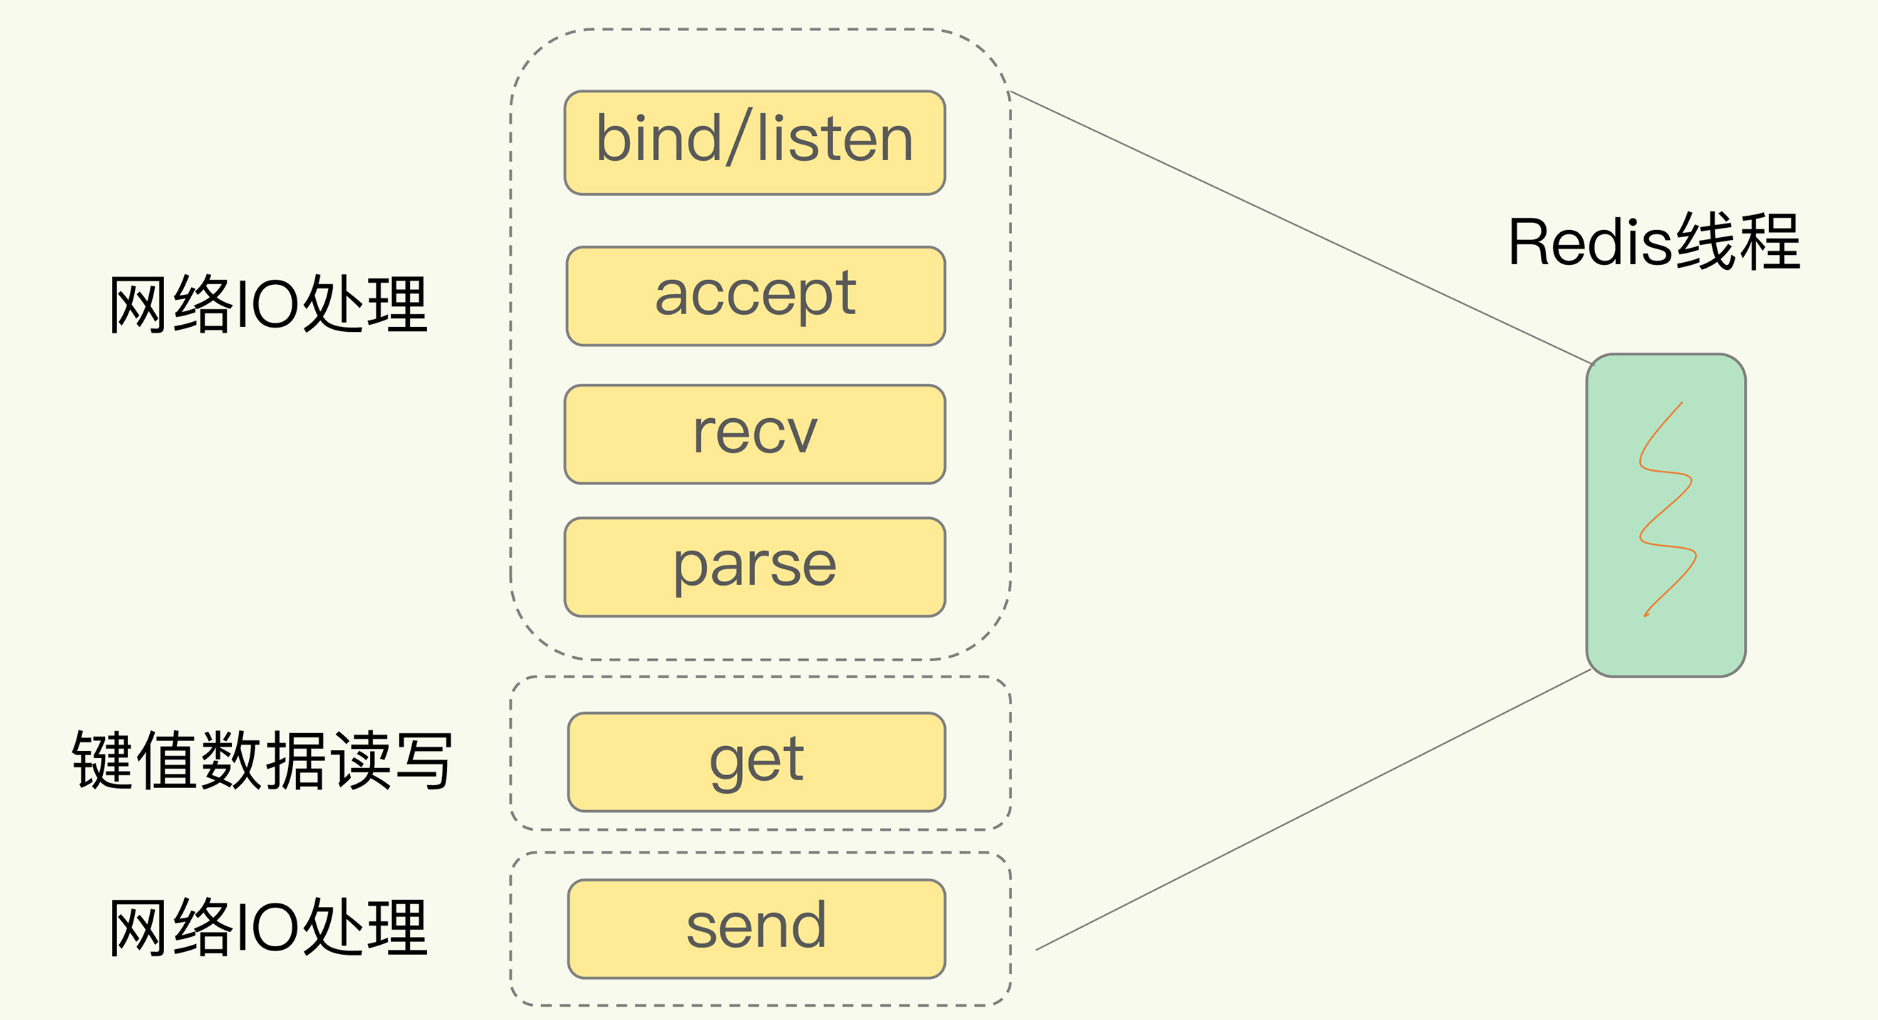 bind/listen
accept
Redis线程
网络IO处理
recv
parse
键值数据读写
get
网络IO处理
send